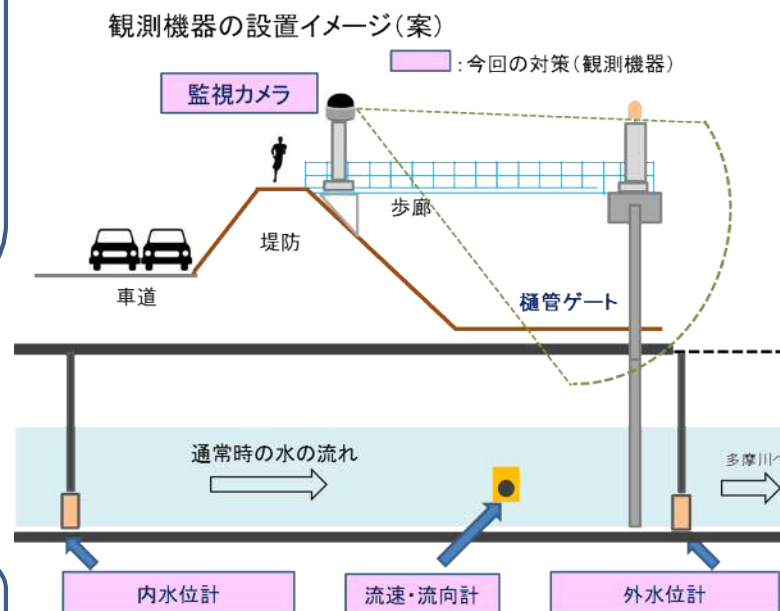 観測機器の設置イメージ(案)
:今回の対策(観測機器)
監視カメラ
歩廊
堤防
車道
樋管ゲート
通常時の水の流れ
多摩川へ
内水位計
流速・流向計
外水位計